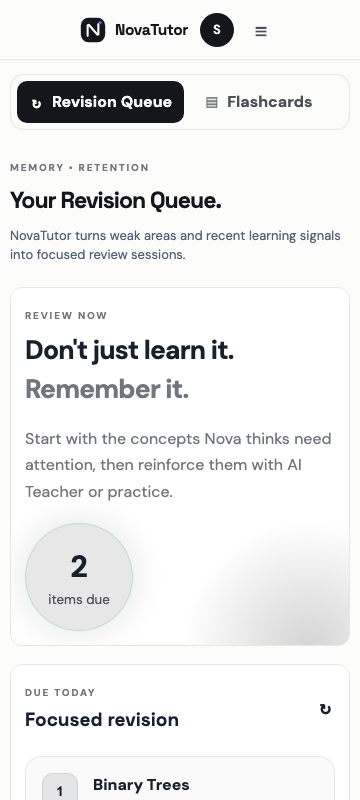 NovaTutor
S
Revision Queue
Flashcards
MEMORY • RETENTION
Your Revision Queue.
NovaTutor turns weak areas and recent learning signals
into focused review sessions.
REVIEW NOW
Don't just learn it.
Remember it.
Start with the concepts Nova thinks need
attention, then reinforce them with AI
Teacher or practice.
2
items due
DUE TODAY
Focused revision
1
Binary Trees